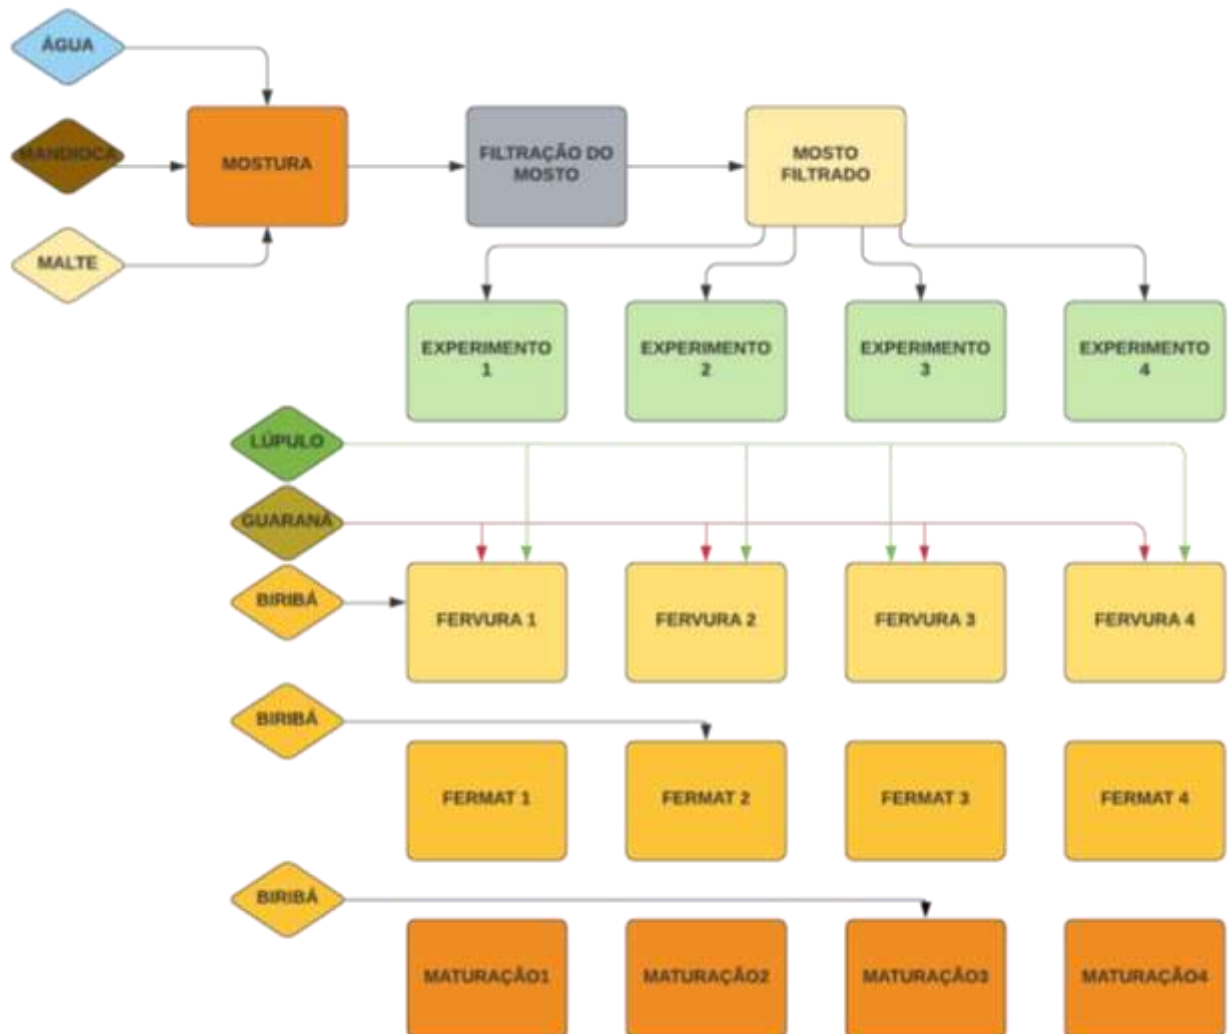 ÁGUA
MANDIOCA
MOSTURA
FILTRAÇÃO DO
MOSTO
MOSTO
FILTRADO
MALTE
EXPERIMENTO
1
EXPERIMENTO
2
EXPERIMENTO
3
EXPERIMENTO
4
LÚPULO
GUARANÁ
BIRIBÁ
FERVURA 1
FERVURA 2
FERVURA 3
FERVURA 4
BIRIBÁ
FERMAT 1
FERMAT 2
FERMAT 3
FERMAT 4
BIRIBÁ
MATURAÇÃO1
MATURAÇÃO2
MATURAÇÃO3
MATURAÇÃO4